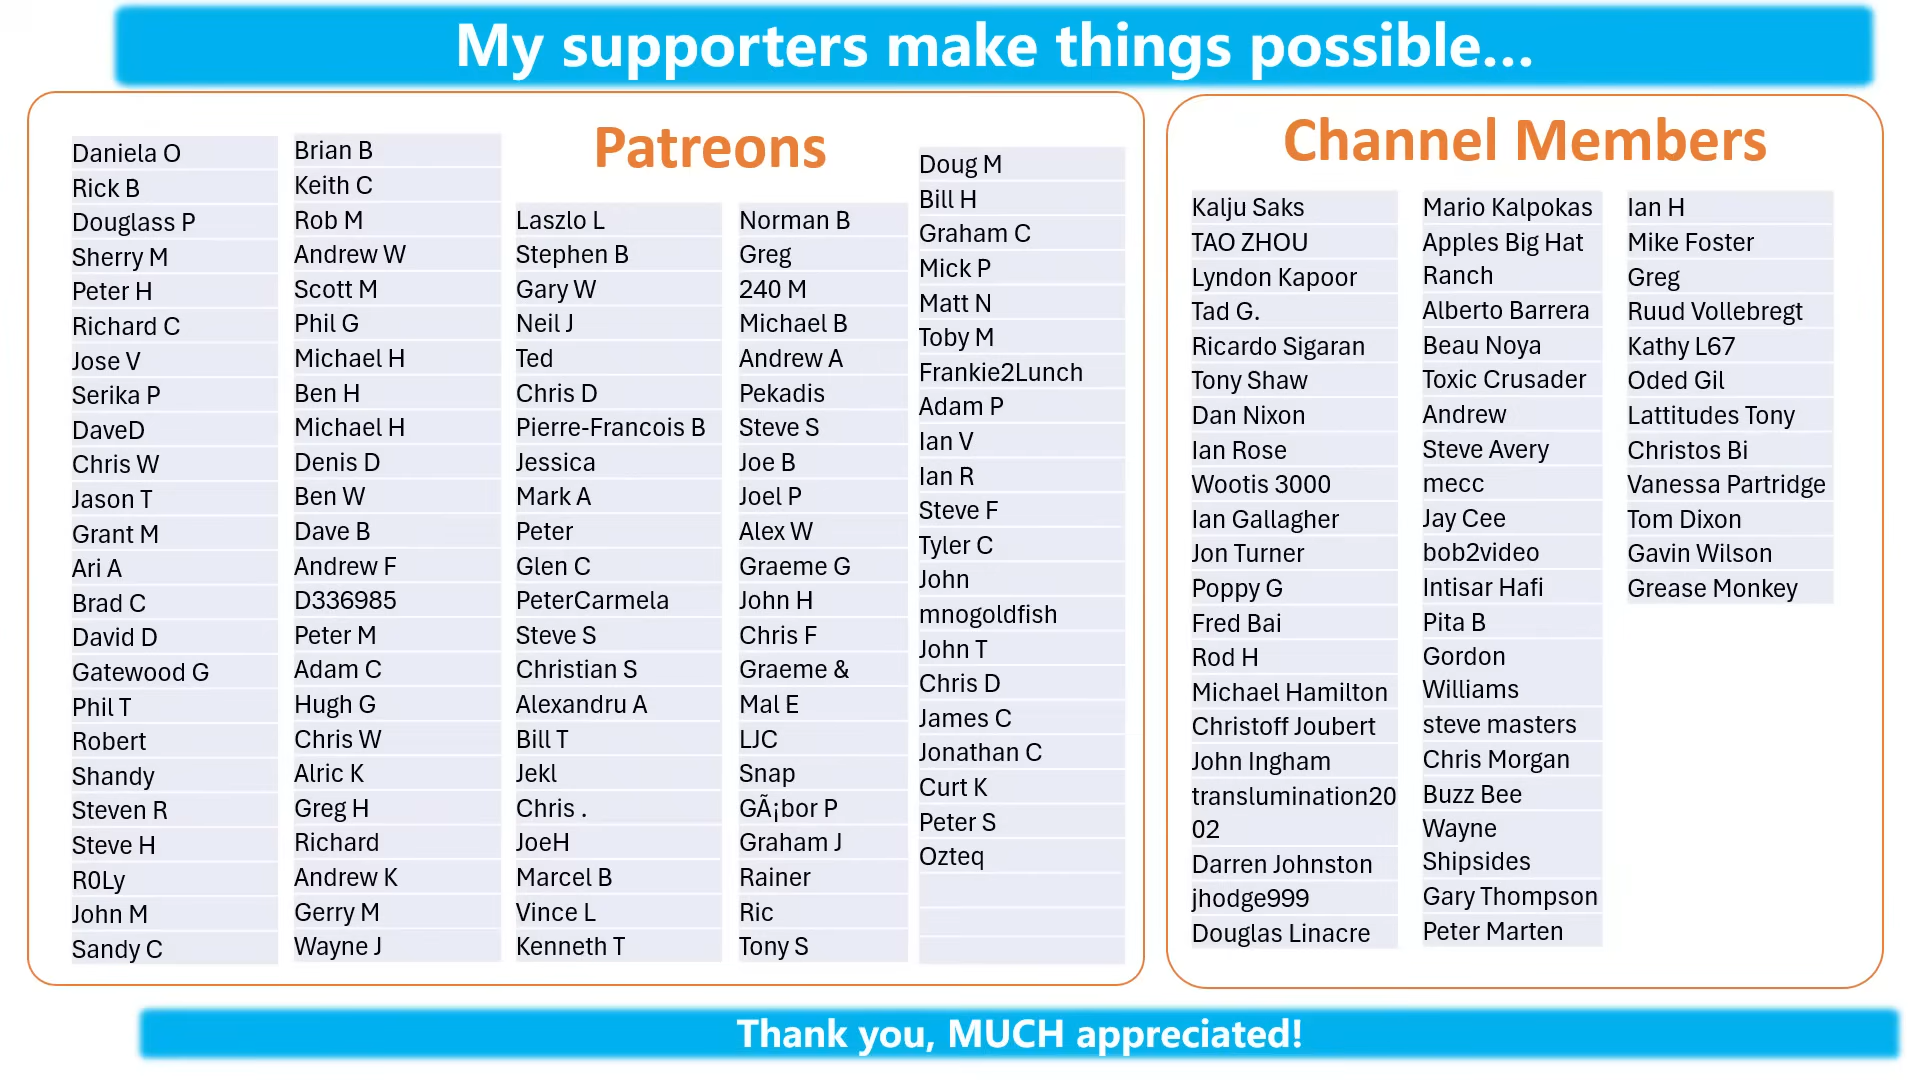 My supporters make things possible...
Patreons
Daniela O
Rick B
Douglass P
Sherry M
Peter H
Richard C
Jose V
Serika P
DaveD
Chris W
Jason T
Grant M
Ari A
Brad C
David D
Gatewood G
Phil T
Robert
Shandy
Steven R
Steve H
R0Ly
John M
Sandy C
Brian B
Keith C
Rob M
Andrew W
Scott M
Phil G
Michael H
Ben H
Michael H
Denis D
Ben W
Dave B
Andrew F
D336985
Peter M
Adam C
Hugh G
Chris W
Alric K
Greg H
Richard
Andrew K
Gerry M
Wayne J
Laszlo L
Stephen B
Gary W
Neil J
Ted
Chris D
Pierre-Francois B
Jessica
Mark A
Peter
Glen C
PeterCarmela
Steve S
Christian S
Alexandru A
Bill T
Jekl
Chris .
JoeH
Marcel B
Vince L
Kenneth T
Norman B
Greg
240 M
Michael B
Andrew A
Pekadis
Steve S
Joe B
Joel P
Alex W
Graeme G
John H
Chris F
Graeme &
Mal E
LJC
Snap
GÃ¡bor P
Graham J
Rainer
Ric
Tony S
Doug M
Bill H
Graham C
Mick P
Matt N
Toby M
Frankie2Lunch
Adam P
Ian V
Ian R
Steve F
Tyler C
John
mnogoldfish
John T
Chris D
James C
Jonathan C
Curt K
Peter S
Ozteq
Channel Members
Kalju Saks
TAO ZHOU
Lyndon Kapoor
Tad G.
Ricardo Sigaran
Tony Shaw
Dan Nixon
Ian Rose
Wootis 3000
Ian Gallagher
Jon Turner
Poppy G
Fred Bai
Rod H
Michael Hamilton
Christoff Joubert
John Ingham
translumination20
02
Darren Johnston
jhodge999
Douglas Linacre
Mario Kalpokas
Apples Big Hat
Ranch
Alberto Barrera
Beau Noya
Toxic Crusader
Andrew
Steve Avery
mecc
Jay Cee
bob2video
Intisar Hafi
Pita B
Gordon
Williams
steve masters
Chris Morgan
Buzz Bee
Wayne
Shipsides
Gary Thompson
Peter Marten
Ian H
Mike Foster
Greg
Ruud Vollebregt
Kathy L67
Oded Gil
Lattitudes Tony
Christos Bi
Vanessa Partridge
Tom Dixon
Gavin Wilson
Grease Monkey
Thank you, MUCH appreciated!